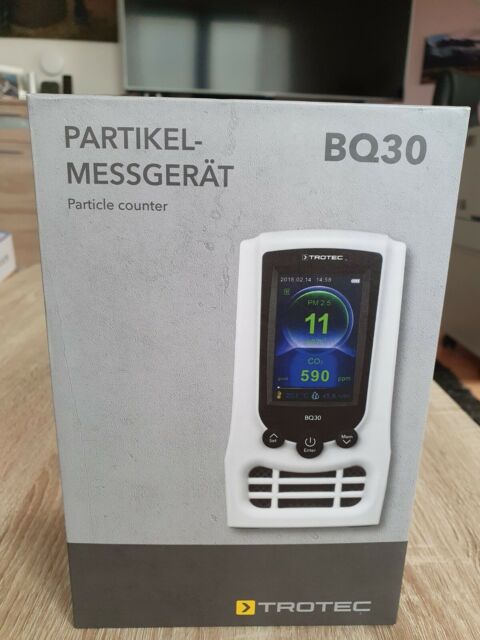 PARTIKEL-
MESSGERÄT
BQ30
Particle counter
TROTEC
2018.02.14 14:58
PM 2.5
11
CO₂
590 ppm
BQ30
Set
Enter
Mem
TROTEC